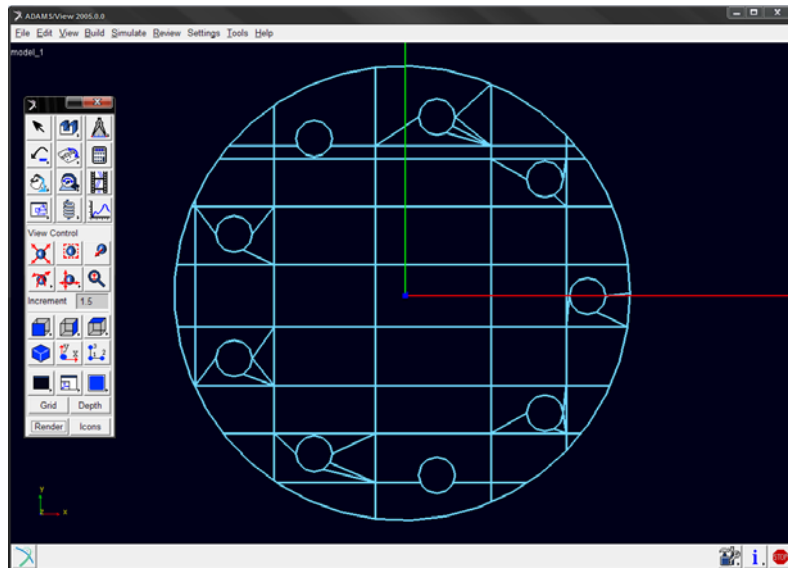 ADAMS/View 2005.0.0
File Edit View Build Simulate Review Settings Tools Help
model_1
View Control
Increment 1.5
Grid Depth
Render Icons
Y
Z X
i
STOP